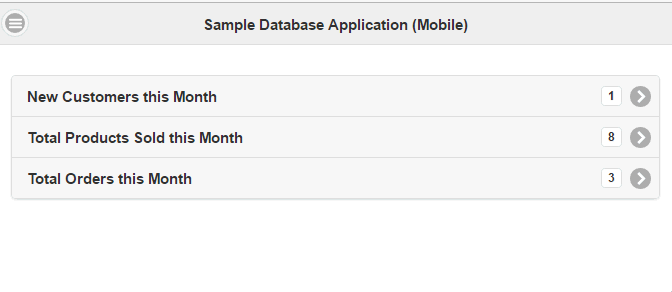 Sample Database Application (Mobile)
New Customers this Month 1
Total Products Sold this Month 8
Total Orders this Month 3